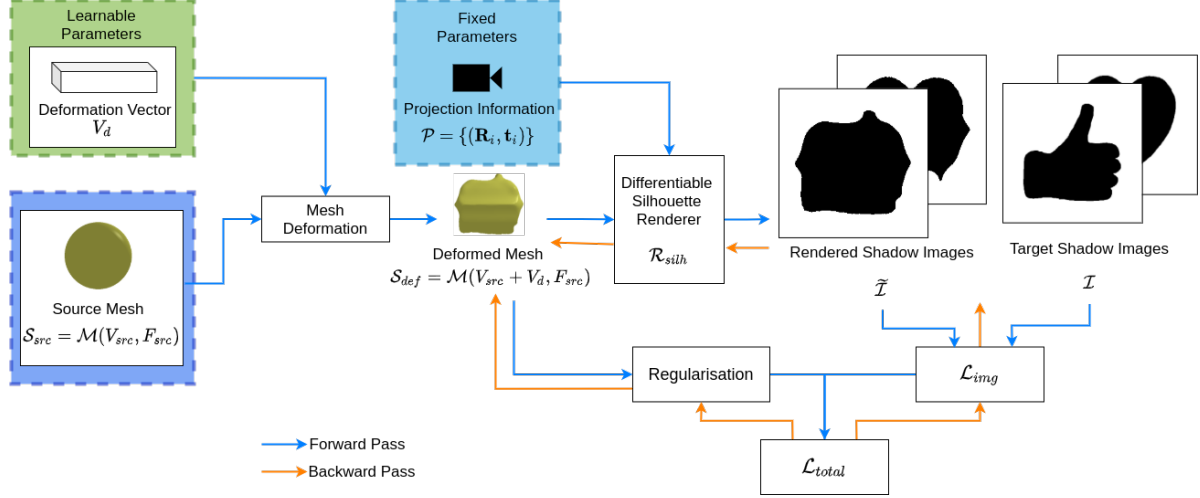 Learnable
Parameters
Deformation Vector
V_d
Fixed
Parameters
Projection Information
𝒫 = {(𝐑_i, 𝐭_i)}
Source Mesh
𝒮_src = ℳ(V_src, F_src)
Mesh
Deformation
Deformed Mesh
𝒮_def = ℳ(V_src + V_d, F_src)
Differentiable
Silhouette
Renderer
ℛ_silh
Rendered Shadow Images
ℐ̃
Target Shadow Images
ℐ
Regularisation
ℒ_img
ℒ_total
Forward Pass
Backward Pass